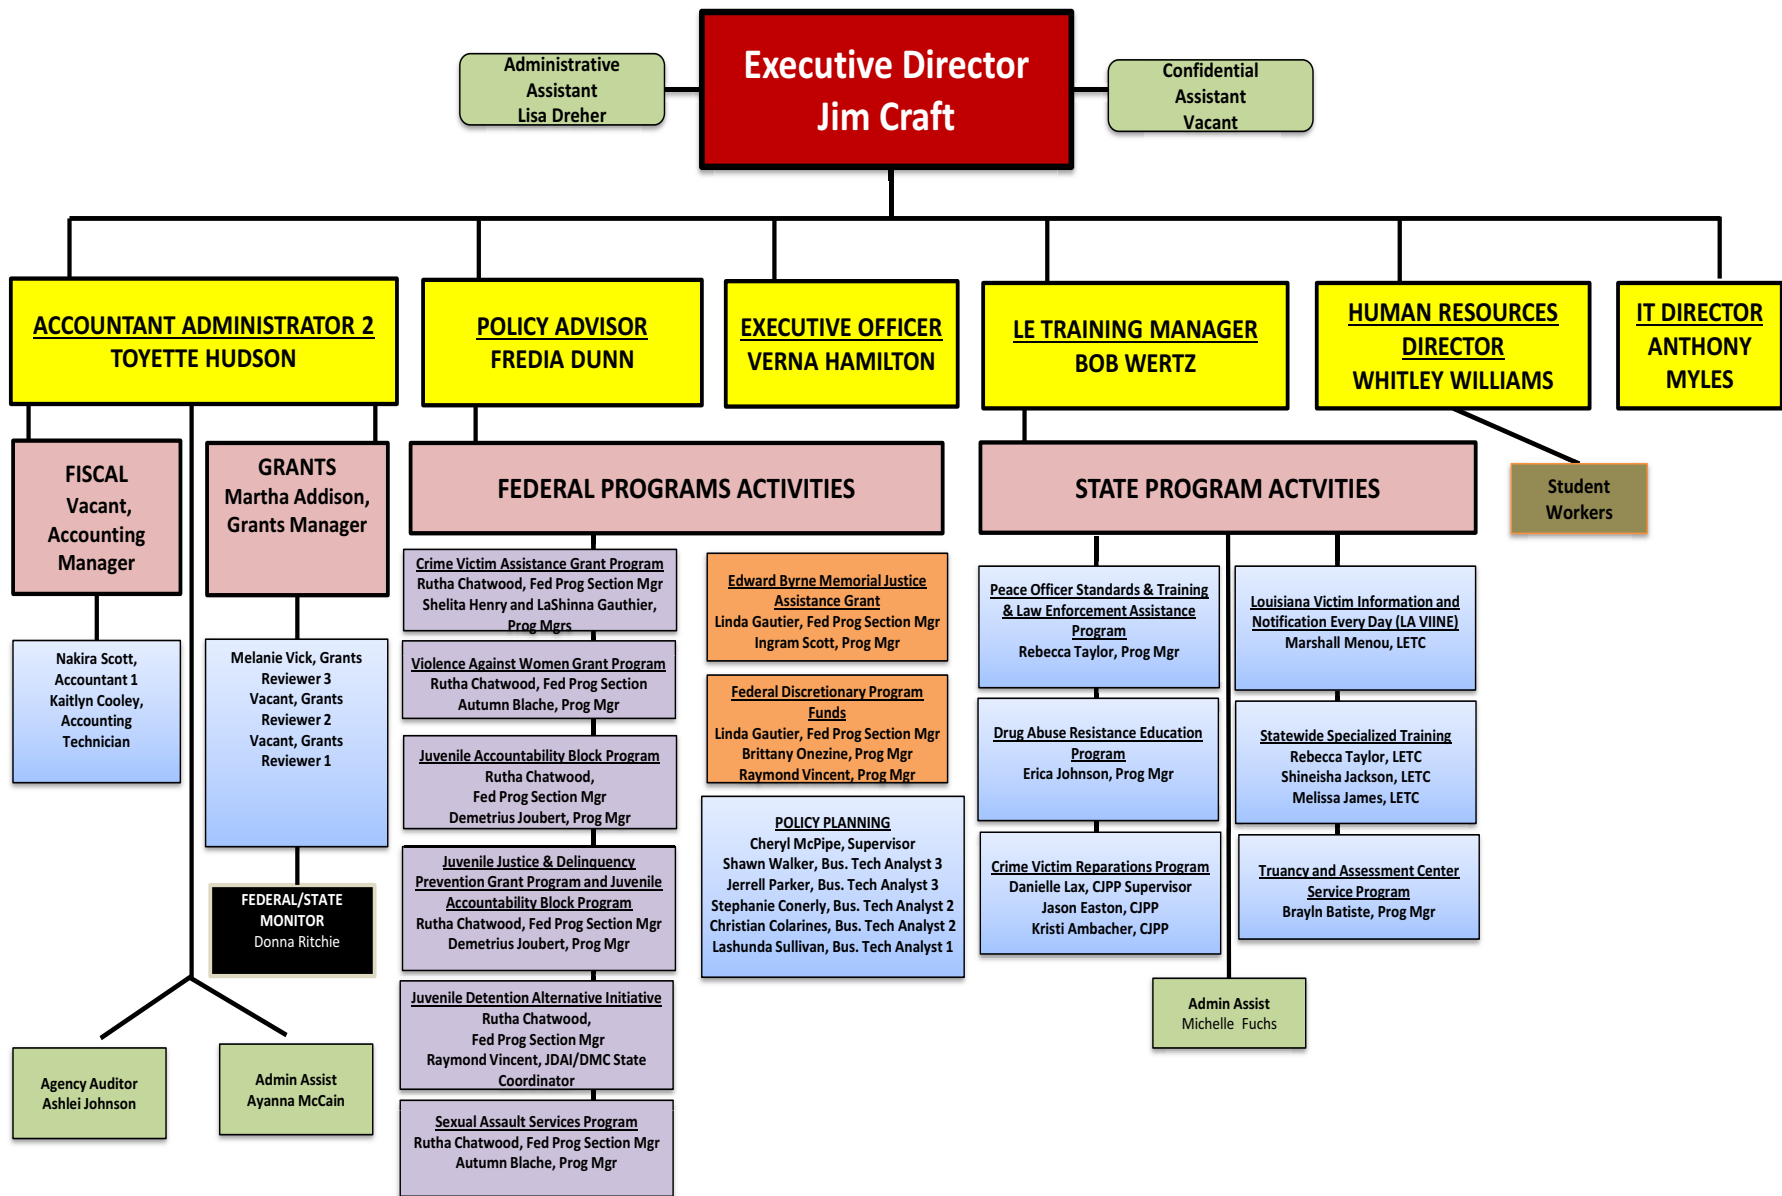 Executive Director
Jim Craft
Administrative
Assistant
Lisa Dreher
Confidential
Assistant
Vacant
ACCOUNTANT ADMINISTRATOR 2
TOYETTE HUDSON
POLICY ADVISOR
FREDIA DUNN
EXECUTIVE OFFICER
VERNA HAMILTON
LE TRAINING MANAGER
BOB WERTZ
HUMAN RESOURCES
DIRECTOR
WHITLEY WILLIAMS
IT DIRECTOR
ANTHONY
MYLES
FISCAL
Vacant,
Accounting
Manager
GRANTS
Martha Addison,
Grants Manager
FEDERAL PROGRAMS ACTIVITIES
STATE PROGRAM ACTVITIES
Student
Workers
Nakira Scott,
Accountant 1
Kaitlyn Cooley,
Accounting
Technician
Melanie Vick, Grants
Reviewer 3
Vacant, Grants
Reviewer 2
Vacant, Grants
Reviewer 1
FEDERAL/STATE
MONITOR
Donna Ritchie
Agency Auditor
Ashlei Johnson
Admin Assist
Ayanna McCain
Crime Victim Assistance Grant Program
Rutha Chatwood, Fed Prog Section Mgr
Shelita Henry and LaShinna Gauthier,
Prog Mgrs
Violence Against Women Grant Program
Rutha Chatwood, Fed Prog Section
Autumn Blache, Prog Mgr
Juvenile Accountability Block Program
Rutha Chatwood,
Fed Prog Section Mgr
Demetrius Joubert, Prog Mgr
Juvenile Justice & Delinquency
Prevention Grant Program and Juvenile
Accountability Block Program
Rutha Chatwood, Fed Prog Section Mgr
Demetrius Joubert, Prog Mgr
Juvenile Detention Alternative Initiative
Rutha Chatwood,
Fed Prog Section Mgr
Raymond Vincent, JDAI/DMC State
Coordinator
Sexual Assault Services Program
Rutha Chatwood, Fed Prog Section Mgr
Autumn Blache, Prog Mgr
Edward Byrne Memorial Justice
Assistance Grant
Linda Gautier, Fed Prog Section Mgr
Ingram Scott, Prog Mgr
Federal Discretionary Program
Funds
Linda Gautier, Fed Prog Section Mgr
Brittany Onezine, Prog Mgr
Raymond Vincent, Prog Mgr
POLICY PLANNING
Cheryl McPipe, Supervisor
Shawn Walker, Bus. Tech Analyst 3
Jerrell Parker, Bus. Tech Analyst 3
Stephanie Conerly, Bus. Tech Analyst 2
Christian Colarines, Bus. Tech Analyst 2
Lashunda Sullivan, Bus. Tech Analyst 1
Peace Officer Standards & Training
& Law Enforcement Assistance
Program
Rebecca Taylor, Prog Mgr
Drug Abuse Resistance Education
Program
Erica Johnson, Prog Mgr
Crime Victim Reparations Program
Danielle Lax, CJPP Supervisor
Jason Easton, CJPP
Kristi Ambacher, CJPP
Louisiana Victim Information and
Notification Every Day (LA VIINE)
Marshall Menou, LETC
Statewide Specialized Training
Rebecca Taylor, LETC
Shineisha Jackson, LETC
Melissa James, LETC
Truancy and Assessment Center
Service Program
Brayln Batiste, Prog Mgr
Admin Assist
Michelle Fuchs